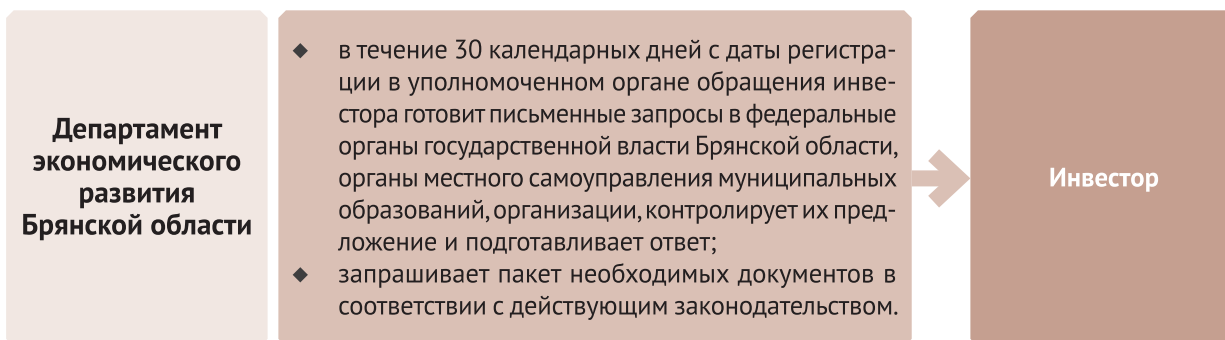 Департамент
экономического
развития
Брянской области
◆ в течение 30 календарных дней с даты регистра-
ции в уполномоченном органе обращения инве-
стора готовит письменные запросы в федеральные
органы государственной власти Брянской области,
органы местного самоуправления муниципальных
образований, организации, контролирует их пред-
ложение и подготавливает ответ;
◆ запрашивает пакет необходимых документов в
соответствии с действующим законодательством.
Инвестор